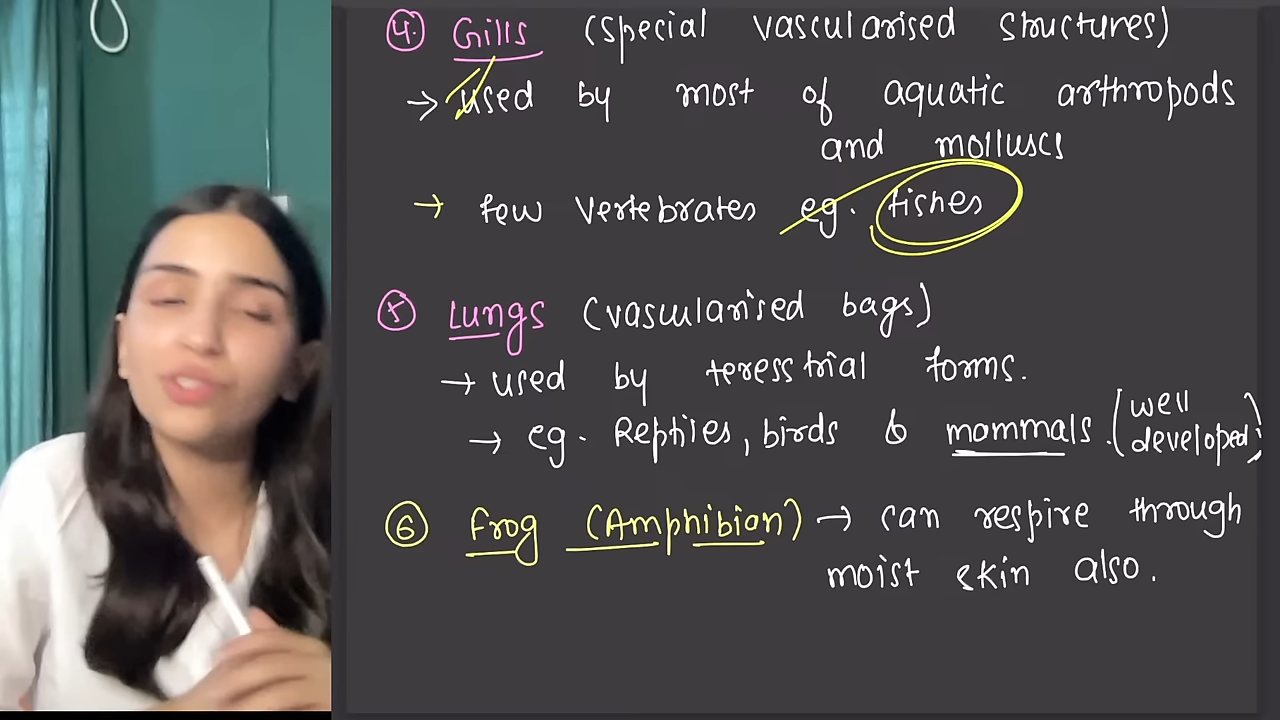 4. Gills (special vascularised structures)
→ used by most of aquatic arthropods
and molluscs
→ few vertebrates eg. fishes
5 Lungs (vascularised bags)
→ used by teresstrial forms.
→ eg. Reptiles, birds & mammals. (well developed)
6 Frog (Amphibian) → can respire through
moist skin also.